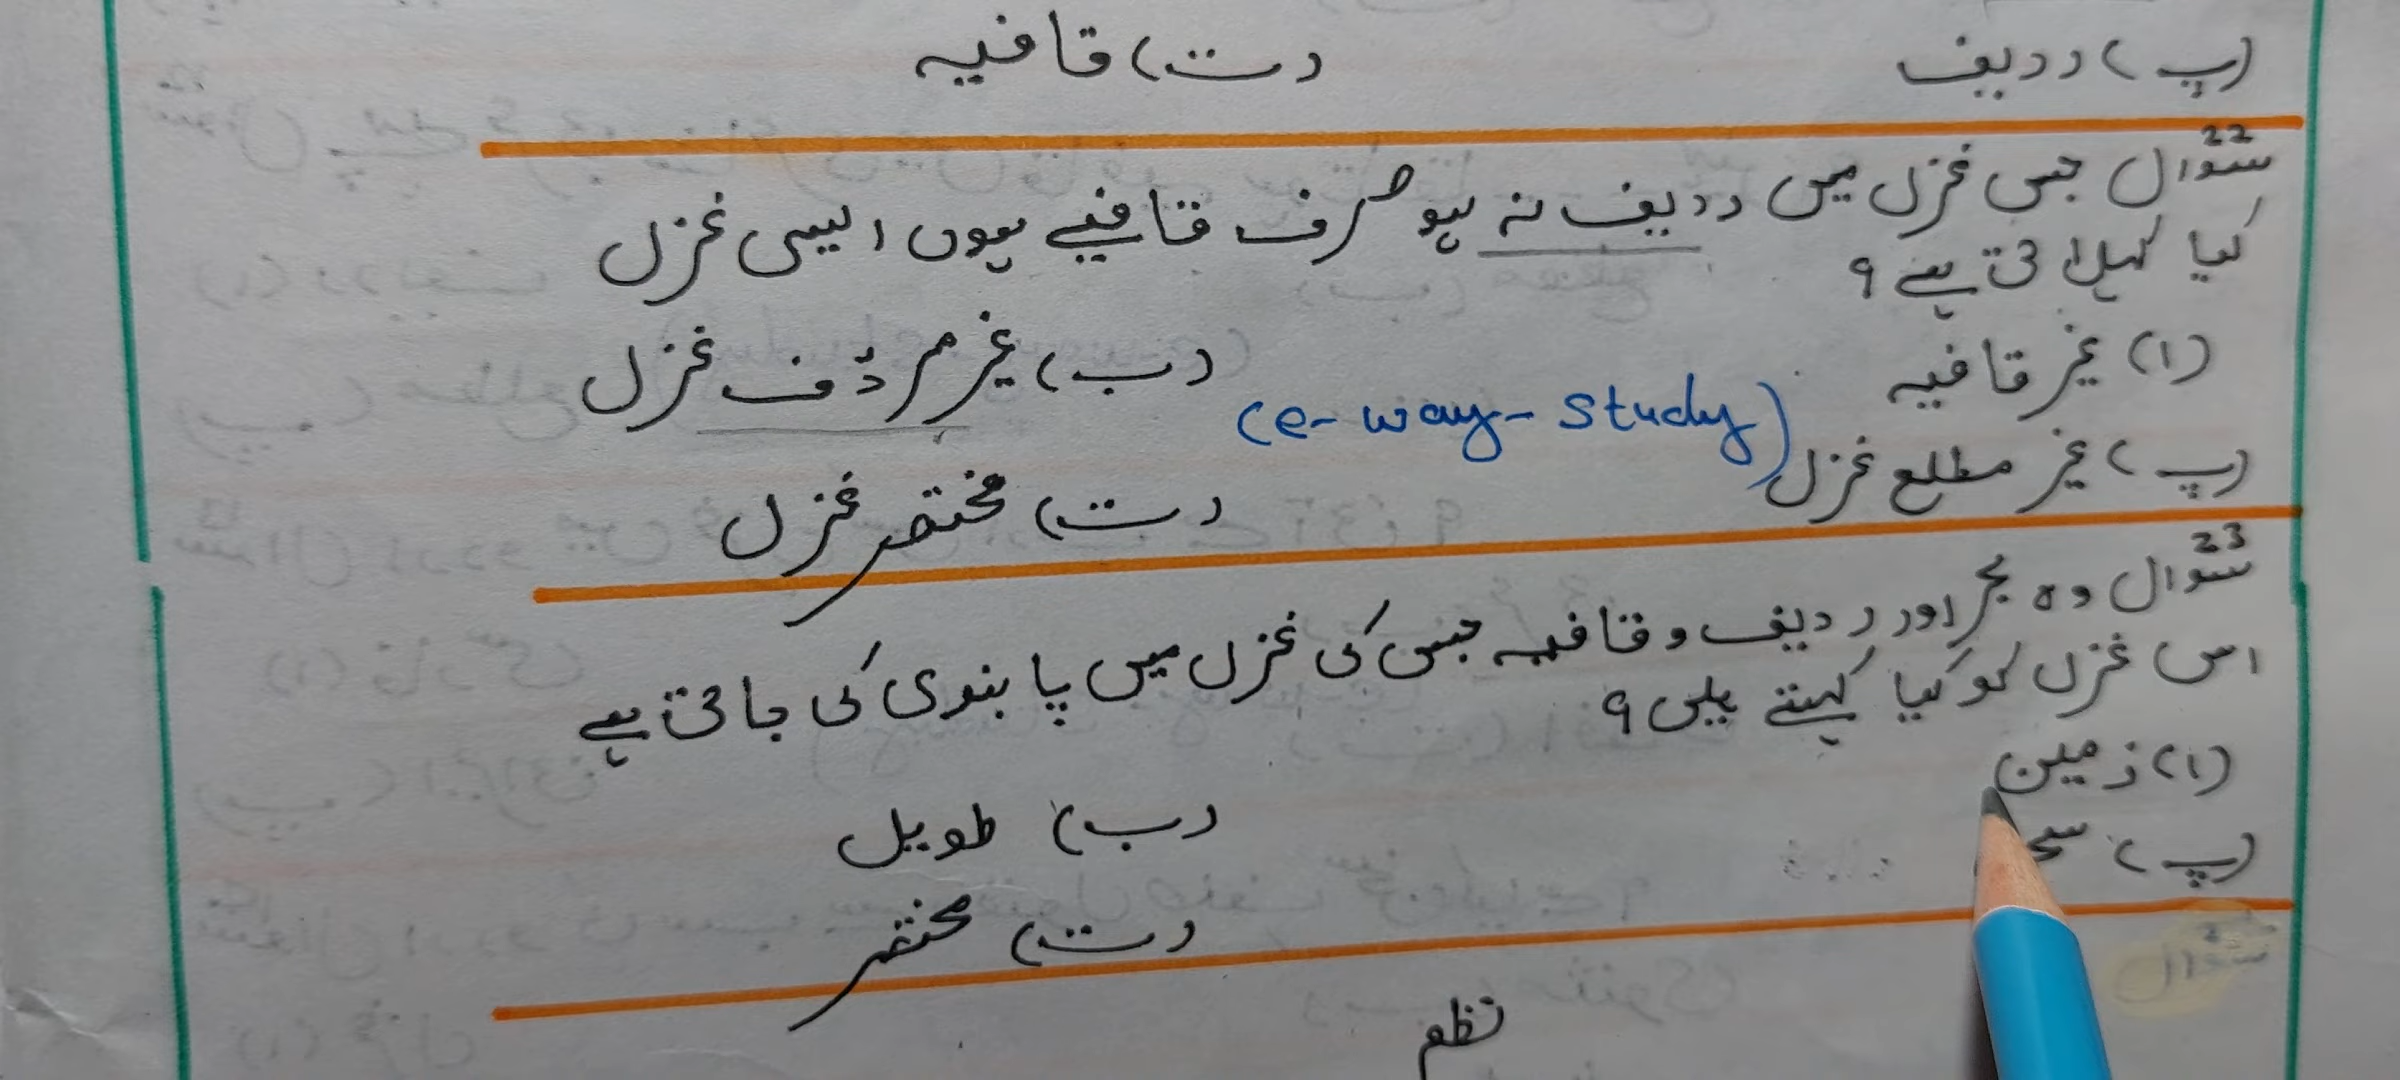 (پ) ردیف (ت) قافیہ
سوال 22 جس غزل میں ردیف نہ ہو صرف قافیے ہوں ایسی غزل
کیا کہلاتی ہے ؟
(ا) غیر قافیہ (ب) غیر مردّف غزل
(e-way-study)
(پ) غیر مطلع غزل (ت) مختصر غزل
سوال 23 وہ بحر اور ردیف و قافیہ جس کی غزل میں پابندی کی جاتی ہے
اس غزل کو کیا کہتے ہیں ؟
(ا) زمین (ب) طویل
(پ) (ت) مختصر
سوال
نظم